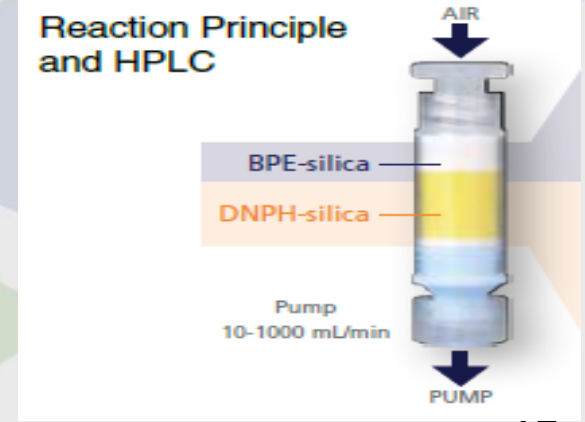 Reaction Principle
and HPLC
AIR
BPE-silica
DNPH-silica
Pump
10-1000 mL/min
PUMP